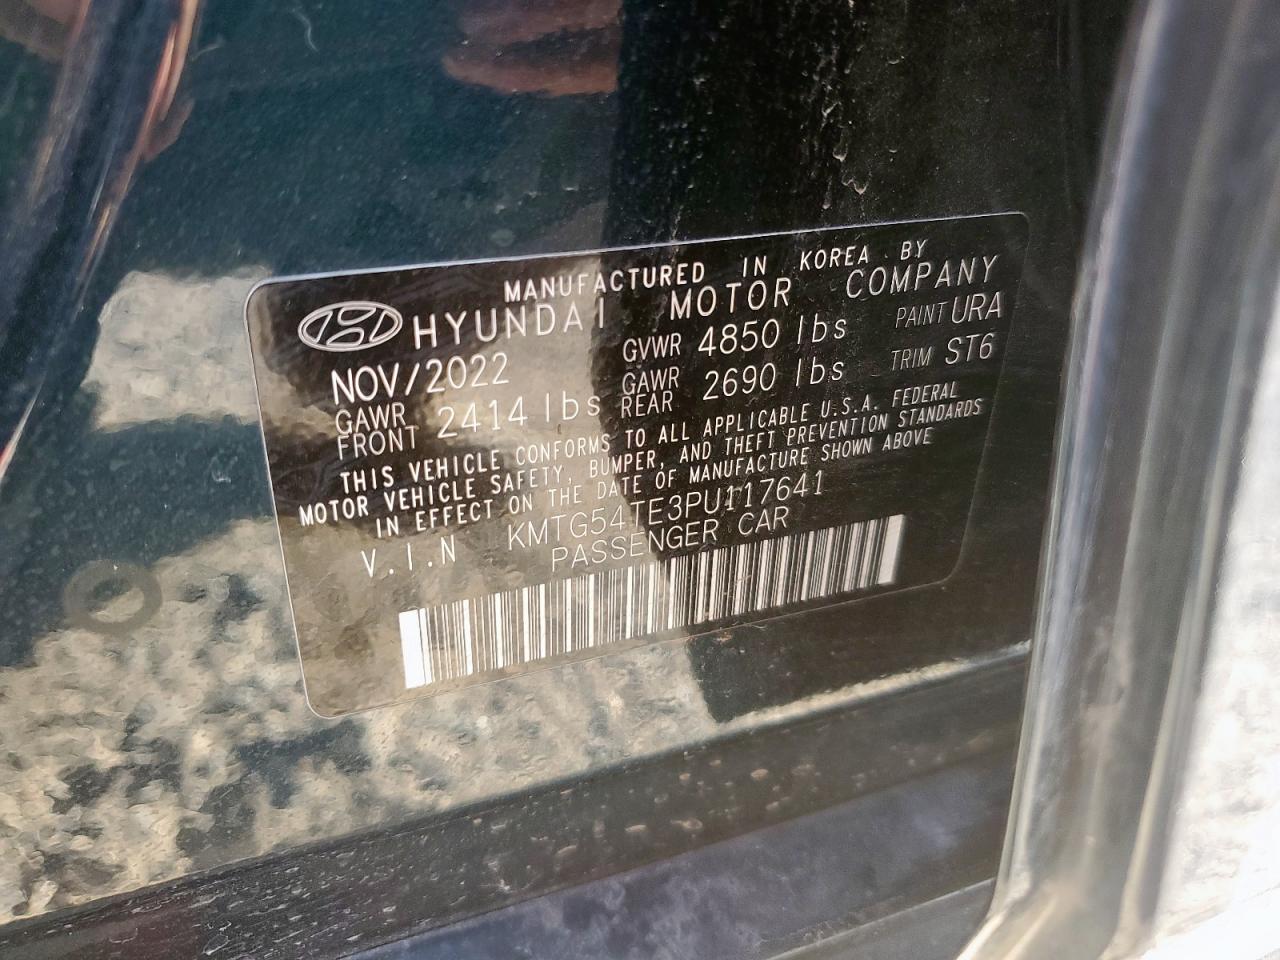 MANUFACTURED IN KOREA BY
HYUNDAI MOTOR COMPANY
NOV/2022 GVWR 4850 lbs PAINT URA
GAWR FRONT 2414 lbs GAWR REAR 2690 lbs TRIM ST6
THIS VEHICLE CONFORMS TO ALL APPLICABLE U.S.A. FEDERAL
MOTOR VEHICLE SAFETY, BUMPER, AND THEFT PREVENTION STANDARDS
IN EFFECT ON THE DATE OF MANUFACTURE SHOWN ABOVE
V.I.N KMTG54TE3PU117641
PASSENGER CAR